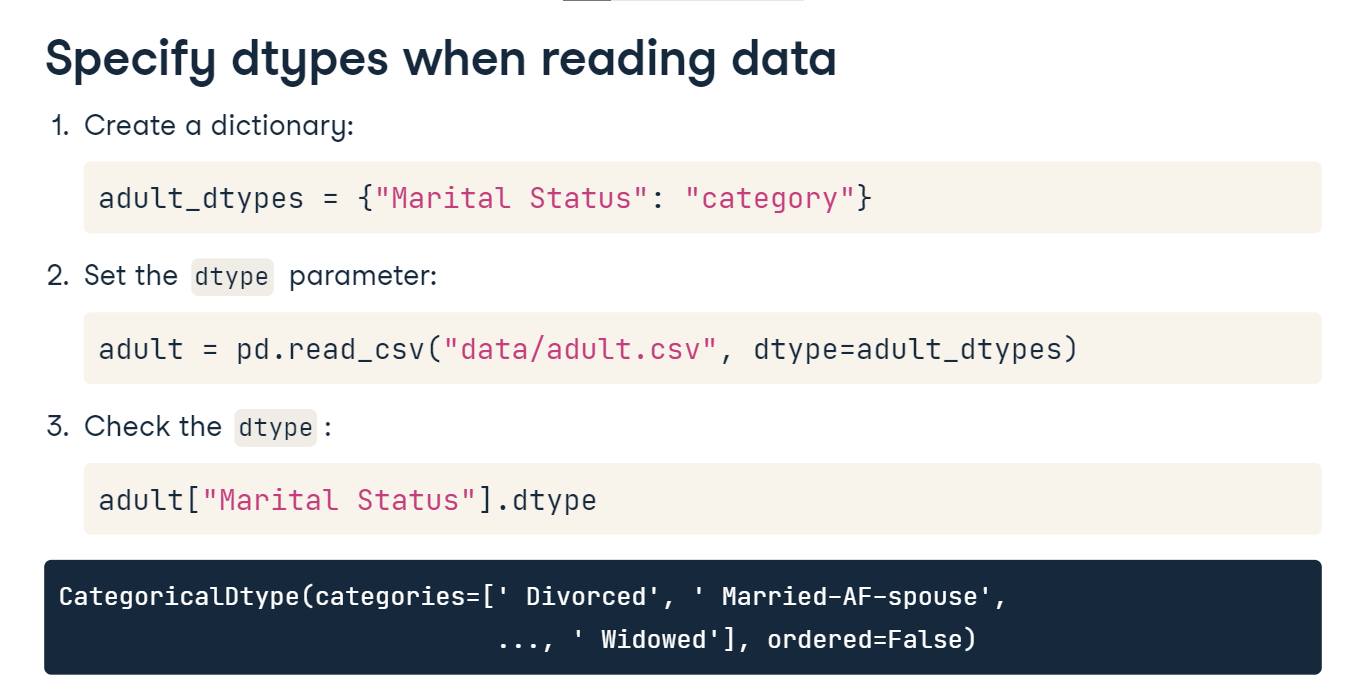 Specify dtypes when reading data
1. Create a dictionary:
adult_dtypes = {"Marital Status": "category"}
2. Set the dtype parameter:
adult = pd.read_csv("data/adult.csv", dtype=adult_dtypes)
3. Check the dtype :
adult["Marital Status"].dtype
CategoricalDtype(categories=[' Divorced', ' Married-AF-spouse',
..., ' Widowed'], ordered=False)